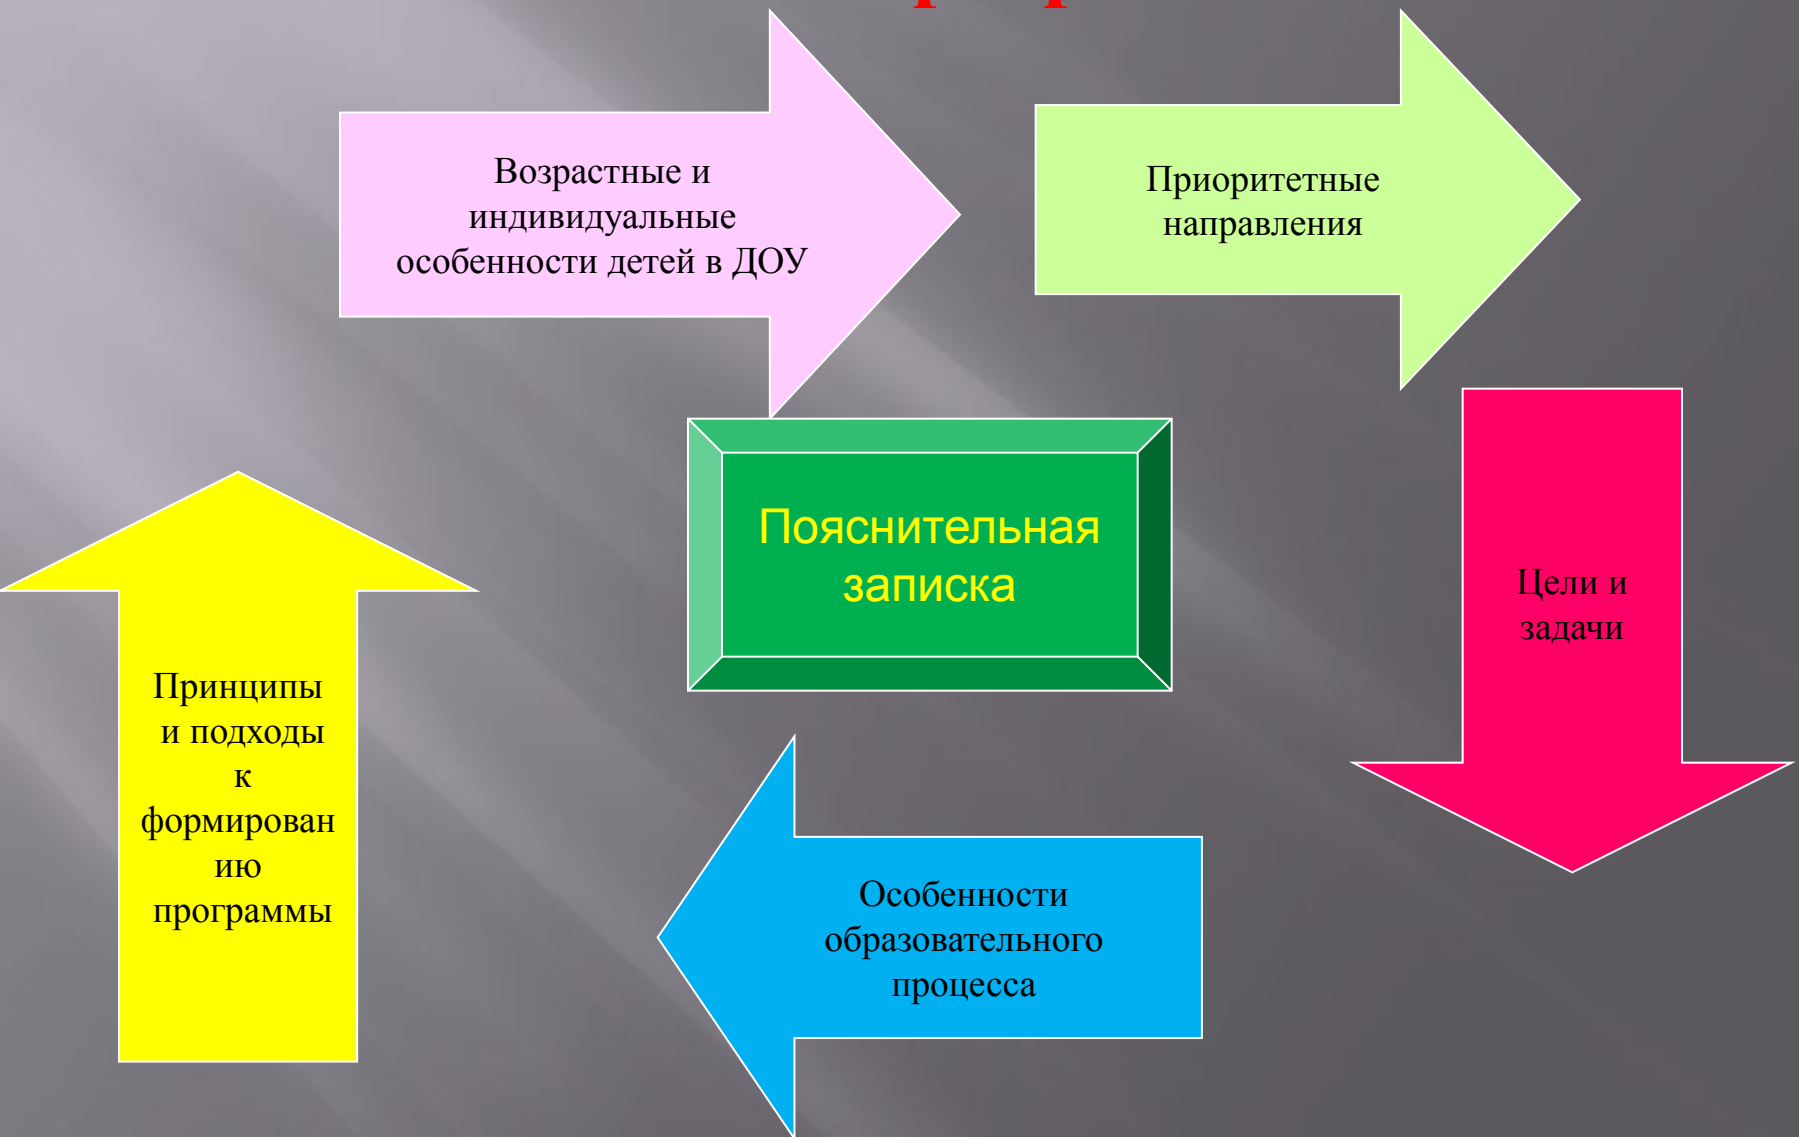 Возрастные и
индивидуальные
особенности детей в ДОУ
Приоритетные
направления
Пояснительная
записка
Цели и
задачи
Принципы
и подходы
к
формирован
ию
программы
Особенности
образовательного
процесса